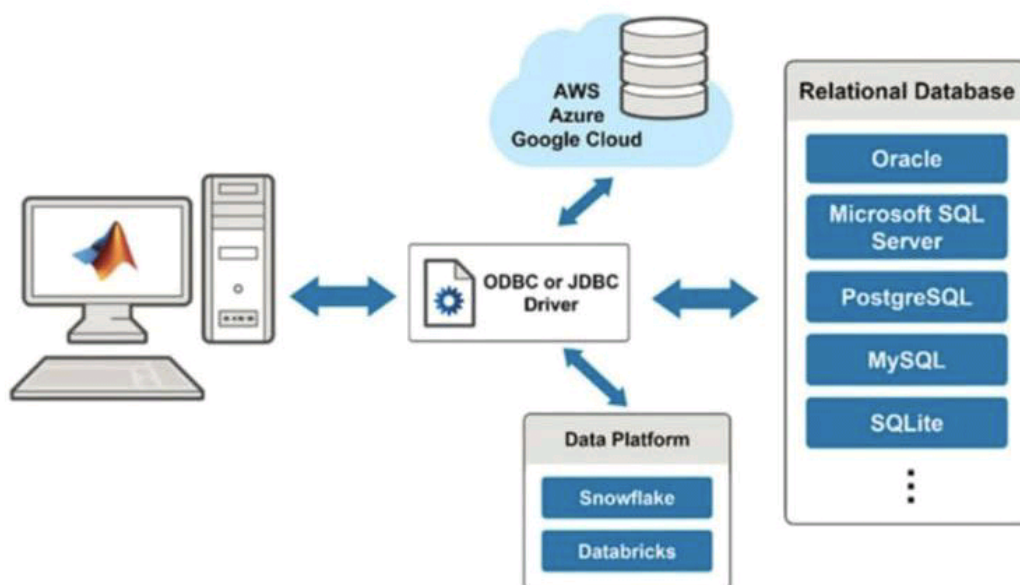 AWS
Azure
Google Cloud
Relational Database
Oracle
Microsoft SQL
Server
PostgreSQL
MySQL
SQLite
ODBC or JDBC
Driver
Data Platform
Snowflake
Databricks